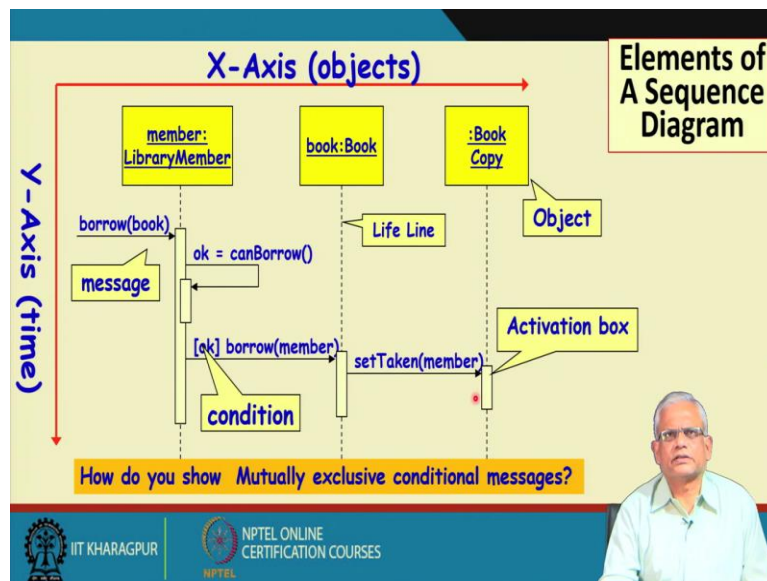 X-Axis (objects)
Elements of
A Sequence
Diagram
Y-Axis (time)
member:
LibraryMember
book:Book
:Book
Copy
Object
borrow(book)
Life Line
ok = canBorrow()
message
Activation box
[ok] borrow(member)
setTaken(member)
condition
How do you show Mutually exclusive conditional messages?
IIT KHARAGPUR
NPTEL ONLINE
CERTIFICATION COURSES
NPTEL